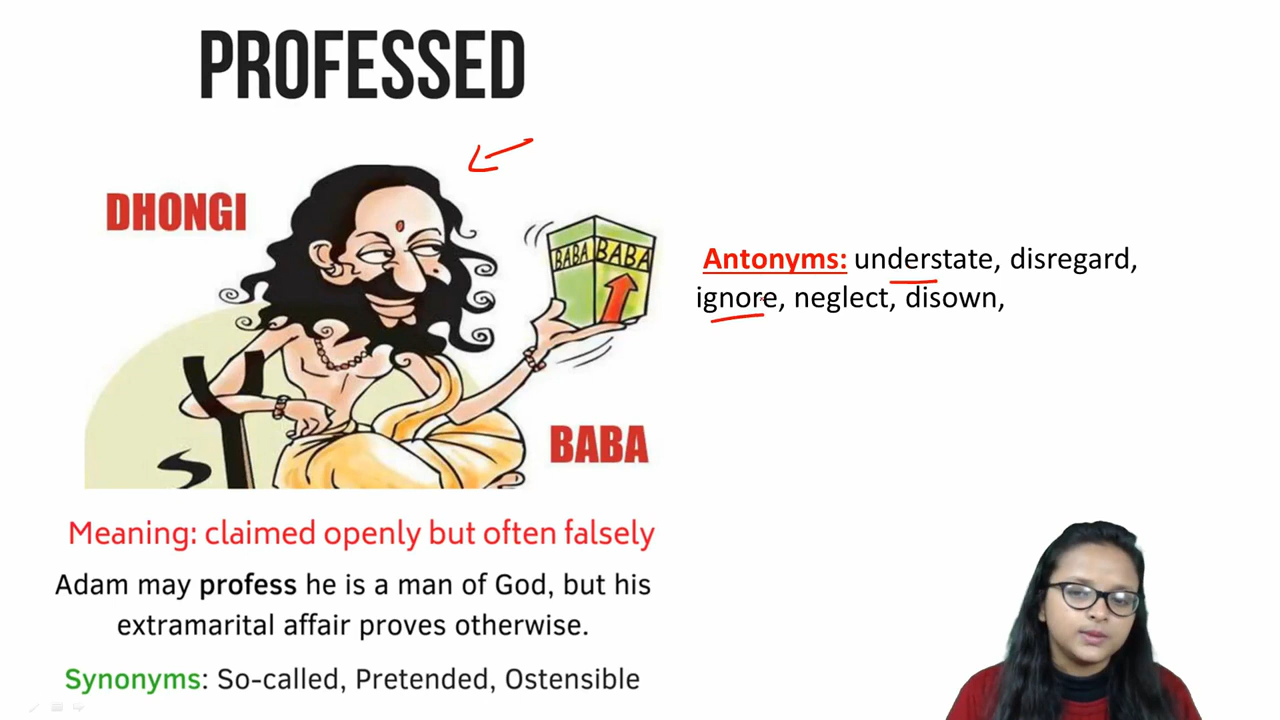 PROFESSED
DHONGI
BABA BABA
BABA
Meaning: claimed openly but often falsely
Adam may profess he is a man of God, but his
extramarital affair proves otherwise.
Synonyms: So-called, Pretended, Ostensible
Antonyms: understate, disregard,
ignore, neglect, disown,